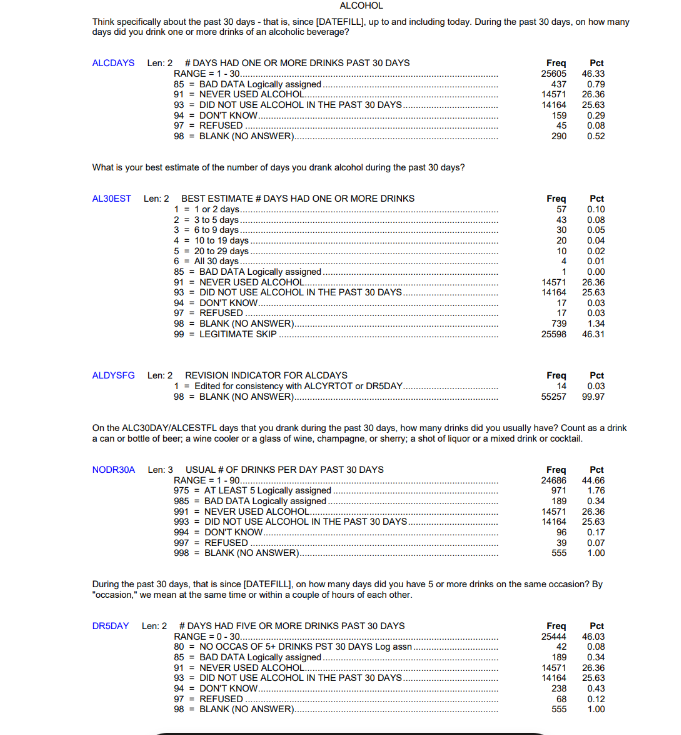 ALCOHOL
Think specifically about the past 30 days - that is, since [DATEFILL], up to and including today. During the past 30 days, on how many
days did you drink one or more drinks of an alcoholic beverage?
ALCDAYS Len: 2 # DAYS HAD ONE OR MORE DRINKS PAST 30 DAYS Freq Pct
RANGE = 1 - 30 25605 46.33
85 = BAD DATA Logically assigned 437 0.79
91 = NEVER USED ALCOHOL 14571 26.36
93 = DID NOT USE ALCOHOL IN THE PAST 30 DAYS 14164 25.63
94 = DON'T KNOW 159 0.29
97 = REFUSED 45 0.08
98 = BLANK (NO ANSWER) 290 0.52
What is your best estimate of the number of days you drank alcohol during the past 30 days?
AL30EST Len: 2 BEST ESTIMATE # DAYS HAD ONE OR MORE DRINKS Freq Pct
1 = 1 or 2 days 57 0.10
2 = 3 to 5 days 43 0.08
3 = 6 to 9 days 30 0.05
4 = 10 to 19 days 20 0.04
5 = 20 to 29 days 10 0.02
6 = All 30 days 4 0.01
85 = BAD DATA Logically assigned 1 0.00
91 = NEVER USED ALCOHOL 14571 26.36
93 = DID NOT USE ALCOHOL IN THE PAST 30 DAYS 14164 25.63
94 = DON'T KNOW 17 0.03
97 = REFUSED 17 0.03
98 = BLANK (NO ANSWER) 739 1.34
99 = LEGITIMATE SKIP 25598 46.31
ALDYSFG Len: 2 REVISION INDICATOR FOR ALCDAYS Freq Pct
1 = Edited for consistency with ALCYRTOT or DR5DAY 14 0.03
98 = BLANK (NO ANSWER) 55257 99.97
On the ALC30DAY/ALCESTFL days that you drank during the past 30 days, how many drinks did you usually have? Count as a drink
a can or bottle of beer; a wine cooler or a glass of wine, champagne, or sherry; a shot of liquor or a mixed drink or cocktail.
NODR30A Len: 3 USUAL # OF DRINKS PER DAY PAST 30 DAYS Freq Pct
RANGE = 1 - 90 24686 44.66
975 = AT LEAST 5 Logically assigned 971 1.76
985 = BAD DATA Logically assigned 189 0.34
991 = NEVER USED ALCOHOL 14571 26.36
993 = DID NOT USE ALCOHOL IN THE PAST 30 DAYS 14164 25.63
994 = DON'T KNOW 96 0.17
997 = REFUSED 39 0.07
998 = BLANK (NO ANSWER) 555 1.00
During the past 30 days, that is since [DATEFILL], on how many days did you have 5 or more drinks on the same occasion? By
"occasion," we mean at the same time or within a couple of hours of each other.
DR5DAY Len: 2 # DAYS HAD FIVE OR MORE DRINKS PAST 30 DAYS Freq Pct
RANGE = 0 - 30 25444 46.03
80 = NO OCCAS OF 5+ DRINKS PST 30 DAYS Log assn 42 0.08
85 = BAD DATA Logically assigned 189 0.34
91 = NEVER USED ALCOHOL 14571 26.36
93 = DID NOT USE ALCOHOL IN THE PAST 30 DAYS 14164 25.63
94 = DON'T KNOW 238 0.43
97 = REFUSED 68 0.12
98 = BLANK (NO ANSWER) 555 1.00